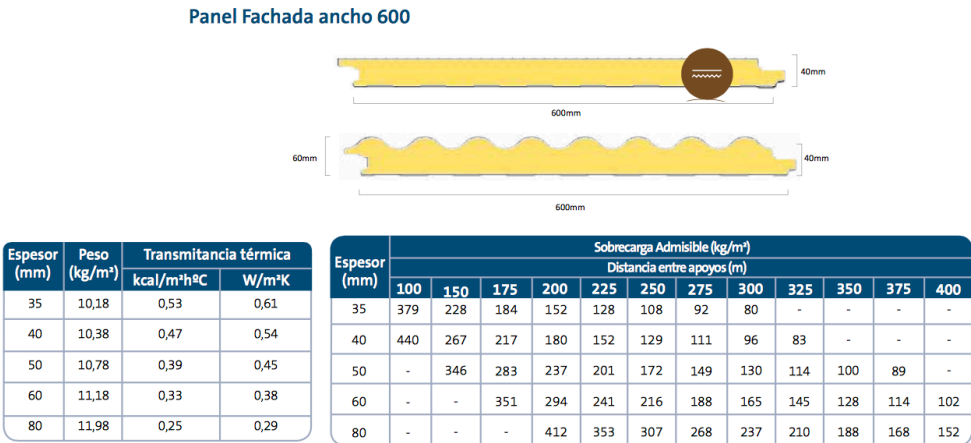 Panel Fachada ancho 600
40mm
600mm
60mm
40mm
600mm
Espesor (mm) Peso (kg/m²) Transmitancia térmica
kcal/m²hºC W/m²K
35 10,18 0,53 0,61
40 10,38 0,47 0,54
50 10,78 0,39 0,45
60 11,18 0,33 0,38
80 11,98 0,25 0,29
Espesor (mm) Sobrecarga Admisible (kg/m²)
Distancia entre apoyos (m)
100 150 175 200 225 250 275 300 325 350 375 400
35 379 228 184 152 128 108 92 80 - - - -
40 440 267 217 180 152 129 111 96 83 - - -
50 - 346 283 237 201 172 149 130 114 100 89 -
60 - - 351 294 241 216 188 165 145 128 114 102
80 - - - 412 353 307 268 237 210 188 168 152